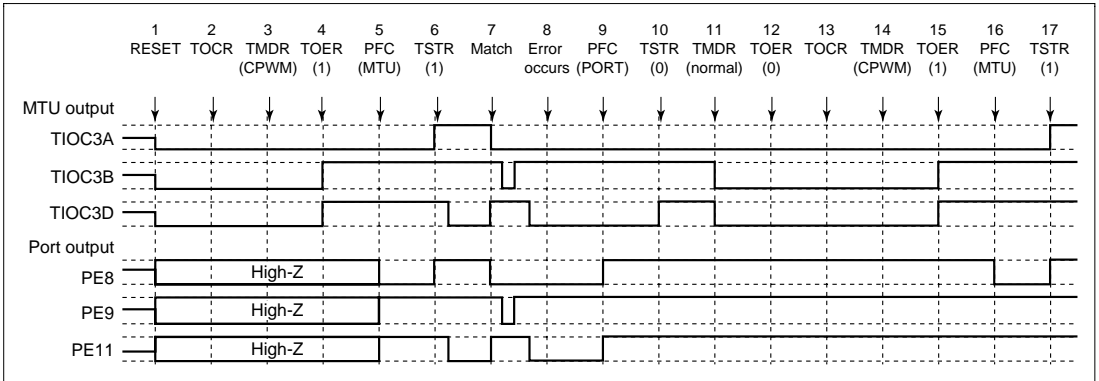 1 2 3 4 5 6 7 8 9 10 11 12 13 14 15 16 17
RESET TOCR TMDR TOER PFC TSTR Match Error PFC TSTR TMDR TOER TOCR TMDR TOER PFC TSTR
(CPWM) (1) (MTU) (1) occurs (PORT) (0) (normal) (0) (CPWM) (1) (MTU) (1)
MTU output
TIOC3A
TIOC3B
TIOC3D
Port output
PE8 High-Z
PE9 High-Z
PE11 High-Z